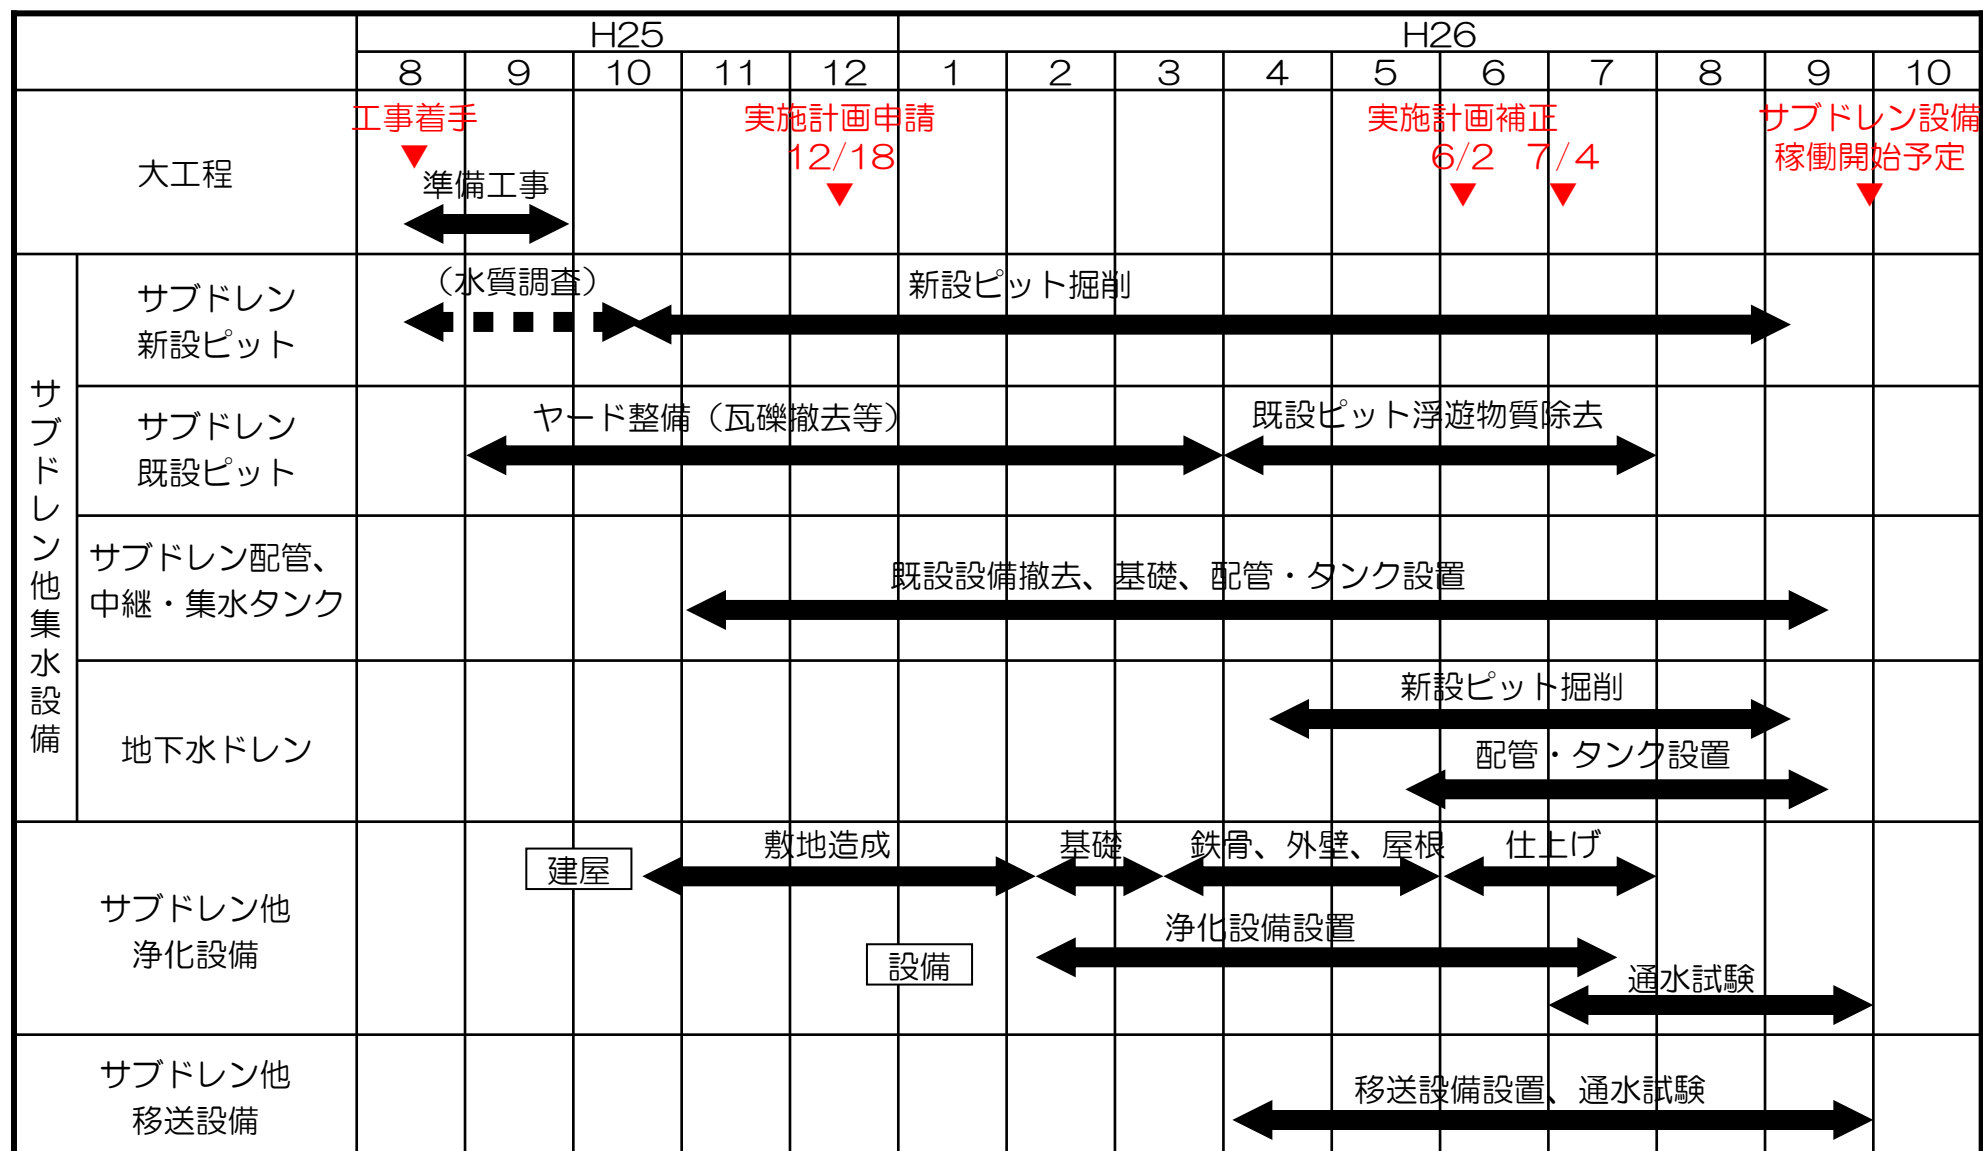 H25
H26
8 9 10 11 12 1 2 3 4 5 6 7 8 9 10
大工程
工事着手
準備工事
実施計画申請
12/18
実施計画補正
6/2 7/4
サブドレン設備
稼働開始予定
サブドレン他集水設備
サブドレン
新設ピット
（水質調査）
新設ピット掘削
サブドレン
既設ピット
ヤード整備（瓦礫撤去等）
既設ピット浮遊物質除去
サブドレン配管、
中継・集水タンク
既設設備撤去、基礎、配管・タンク設置
地下水ドレン
新設ピット掘削
配管・タンク設置
サブドレン他
浄化設備
建屋
敷地造成
基礎
鉄骨、外壁、屋根
仕上げ
設備
浄化設備設置
通水試験
サブドレン他
移送設備
移送設備設置、通水試験